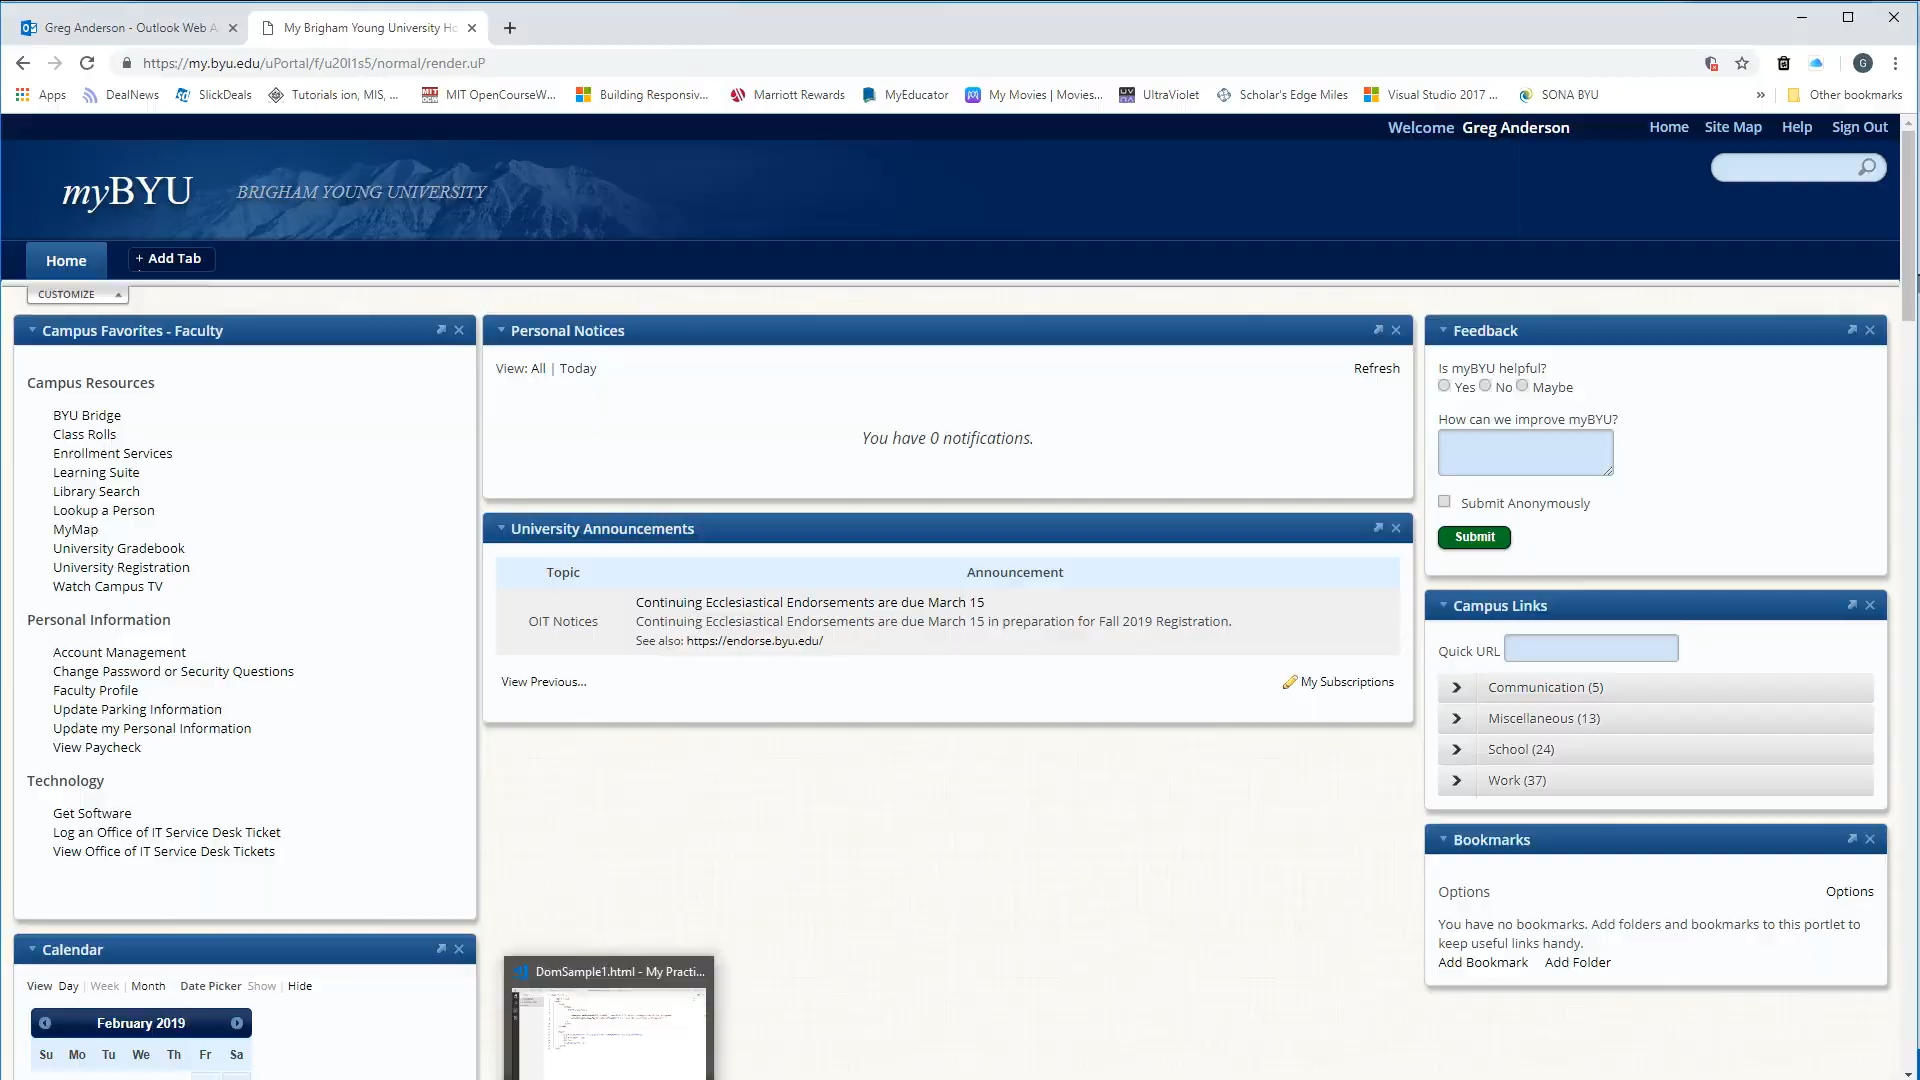 Greg Anderson - Outlook Web A
My Brigham Young University Ho
https://my.byu.edu/uPortal/f/u20l1s5/normal/render.uP
G
Apps DealNews SlickDeals Tutorials ion, MIS, ... MIT OpenCourseW... Building Responsiv... Marriott Rewards MyEducator My Movies | Movies... UltraViolet Scholar's Edge Miles Visual Studio 2017 ... SONA BYU » Other bookmarks
Welcome Greg Anderson Home Site Map Help Sign Out
myBYU BRIGHAM YOUNG UNIVERSITY
Home + Add Tab
CUSTOMIZE
Campus Favorites - Faculty
Campus Resources
BYU Bridge
Class Rolls
Enrollment Services
Learning Suite
Library Search
Lookup a Person
MyMap
University Gradebook
University Registration
Watch Campus TV
Personal Information
Account Management
Change Password or Security Questions
Faculty Profile
Update Parking Information
Update my Personal Information
View Paycheck
Technology
Get Software
Log an Office of IT Service Desk Ticket
View Office of IT Service Desk Tickets
Calendar
View Day | Week | Month Date Picker Show | Hide
February 2019
Su Mo Tu We Th Fr Sa
Personal Notices
View: All | Today Refresh
You have 0 notifications.
University Announcements
Topic Announcement
OIT Notices
Continuing Ecclesiastical Endorsements are due March 15
Continuing Ecclesiastical Endorsements are due March 15 in preparation for Fall 2019 Registration.
See also: https://endorse.byu.edu/
View Previous... My Subscriptions
DomSample1.html - My Practi...
Feedback
Is myBYU helpful?
Yes No Maybe
How can we improve myBYU?
Submit Anonymously
Submit
Campus Links
Quick URL
Communication (5)
Miscellaneous (13)
School (24)
Work (37)
Bookmarks
Options Options
You have no bookmarks. Add folders and bookmarks to this portlet to
keep useful links handy.
Add Bookmark Add Folder